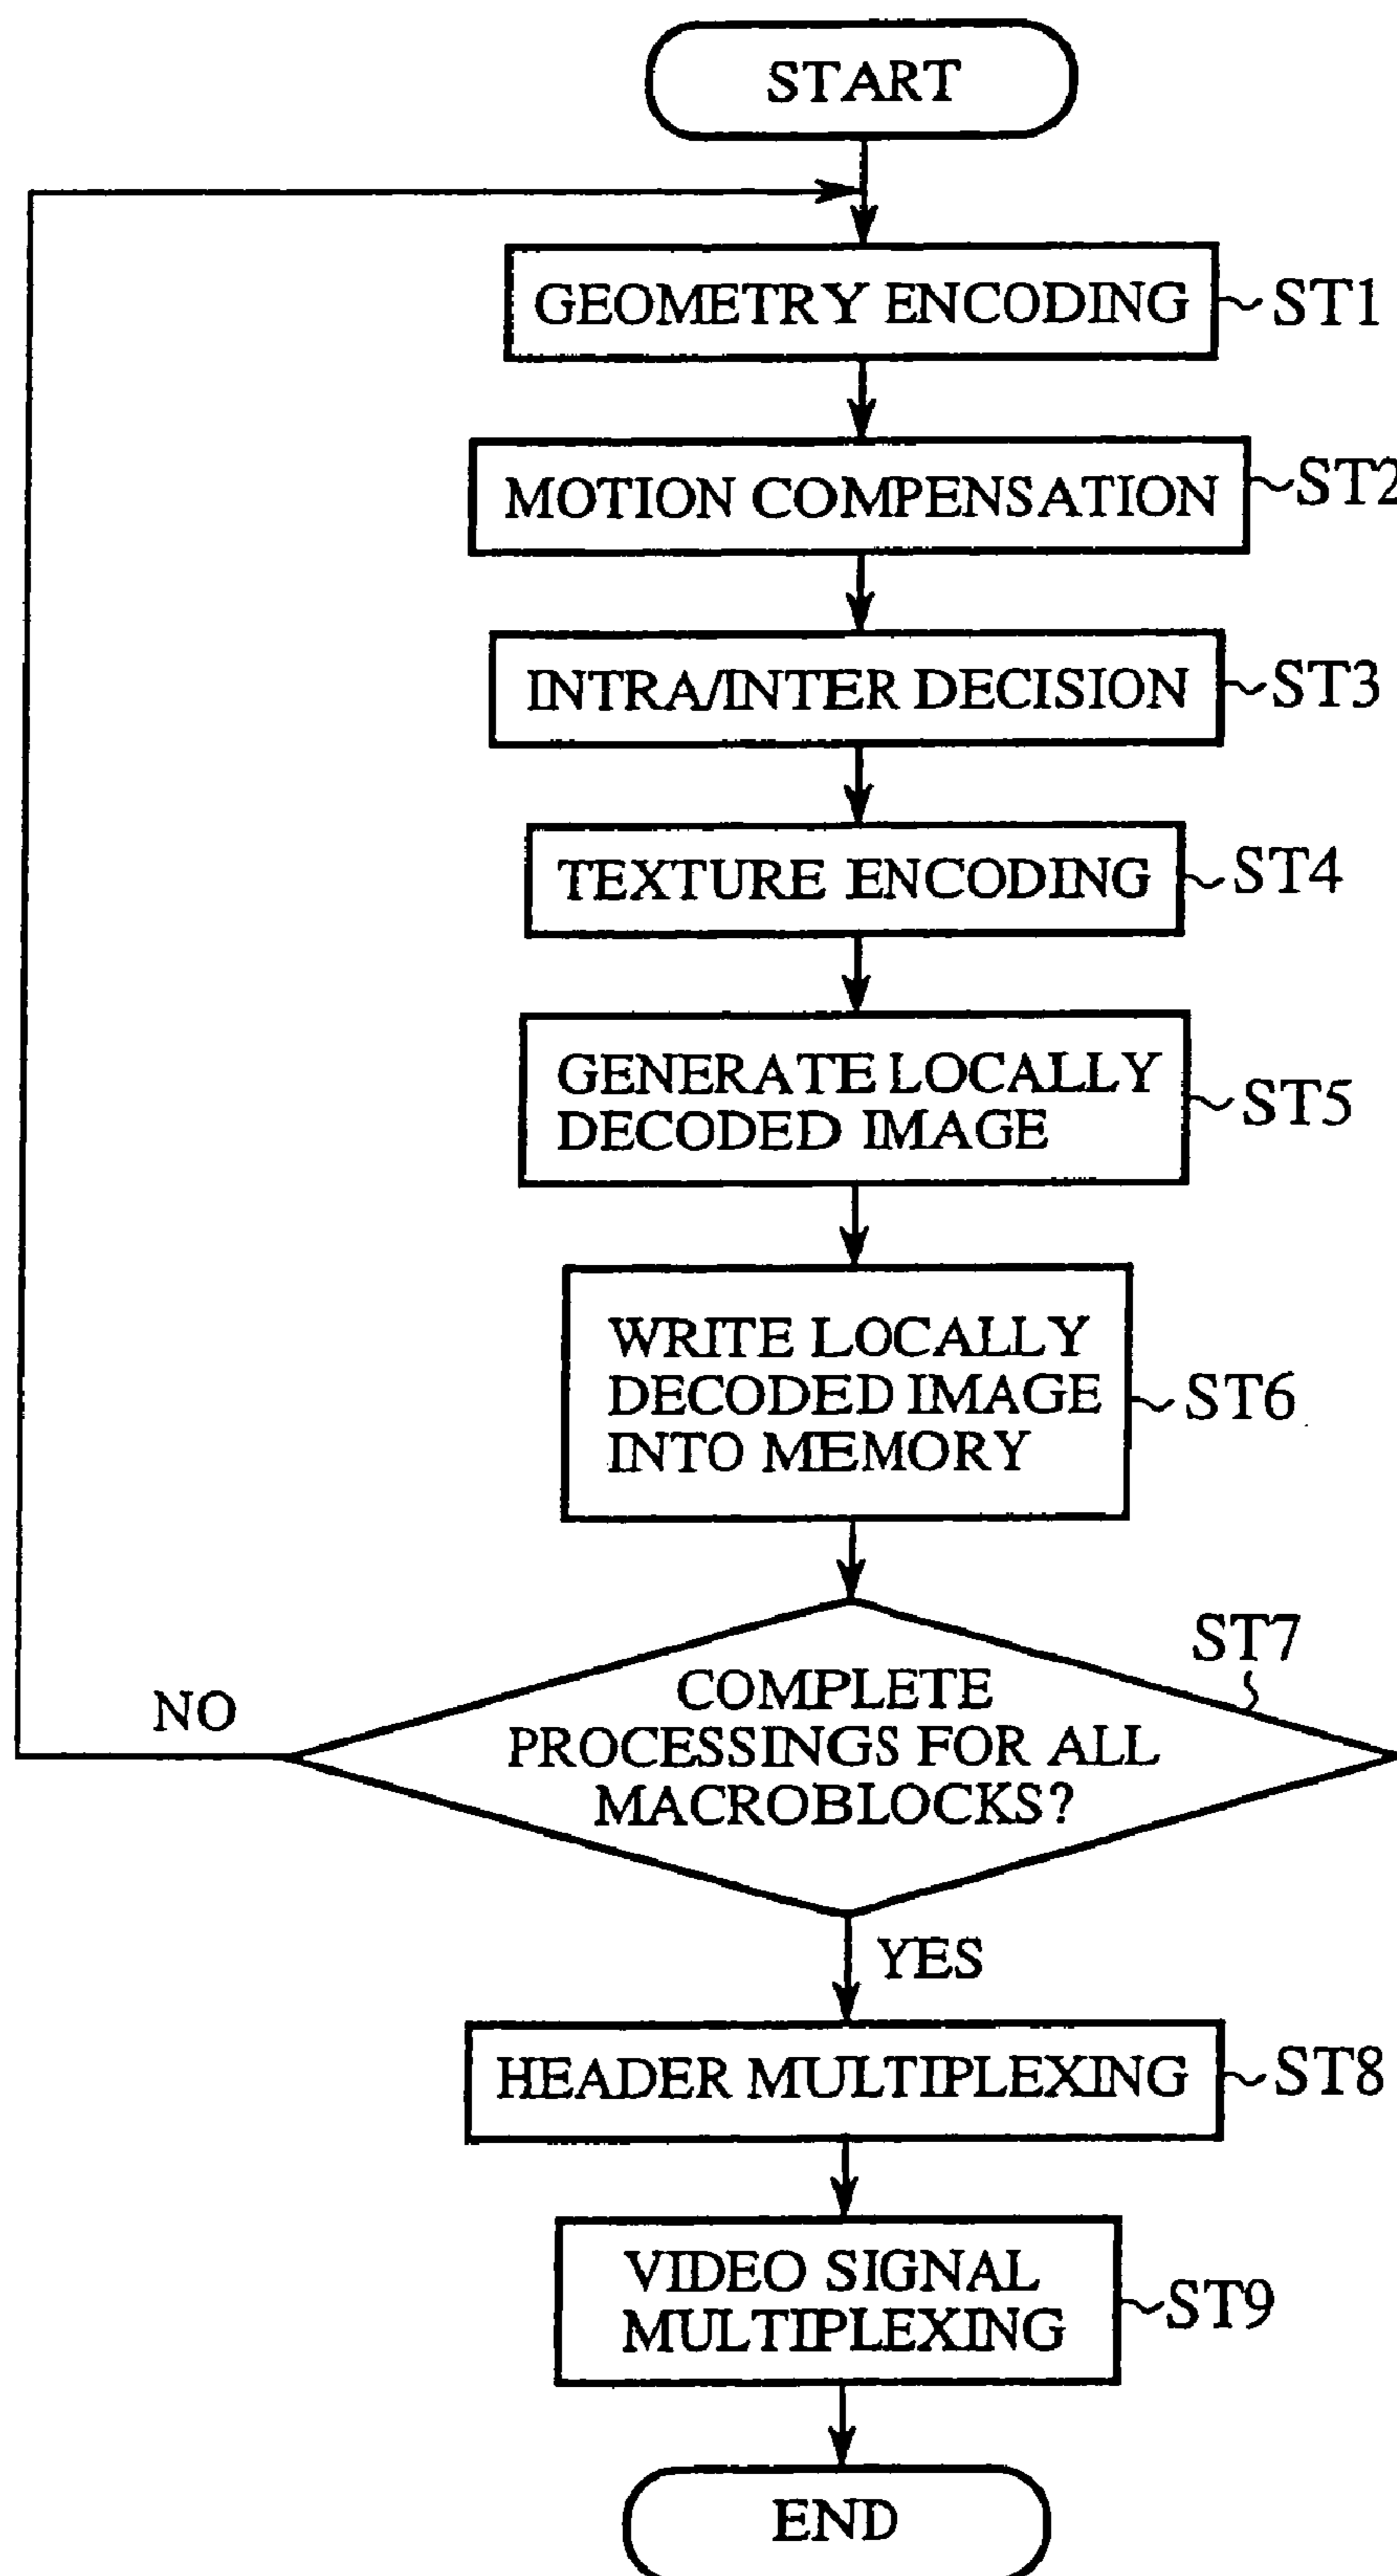 START
GEOMETRY ENCODING
ST1
MOTION COMPENSATION
ST2
INTRA/INTER DECISION
ST3
TEXTURE ENCODING
ST4
GENERATE LOCALLY
DECODED IMAGE
ST5
WRITE LOCALLY
DECODED IMAGE
INTO MEMORY
ST6
ST7
COMPLETE
PROCESSINGS FOR ALL
MACROBLOCKS?
NO
YES
HEADER MULTIPLEXING
ST8
VIDEO SIGNAL
MULTIPLEXING
ST9
END